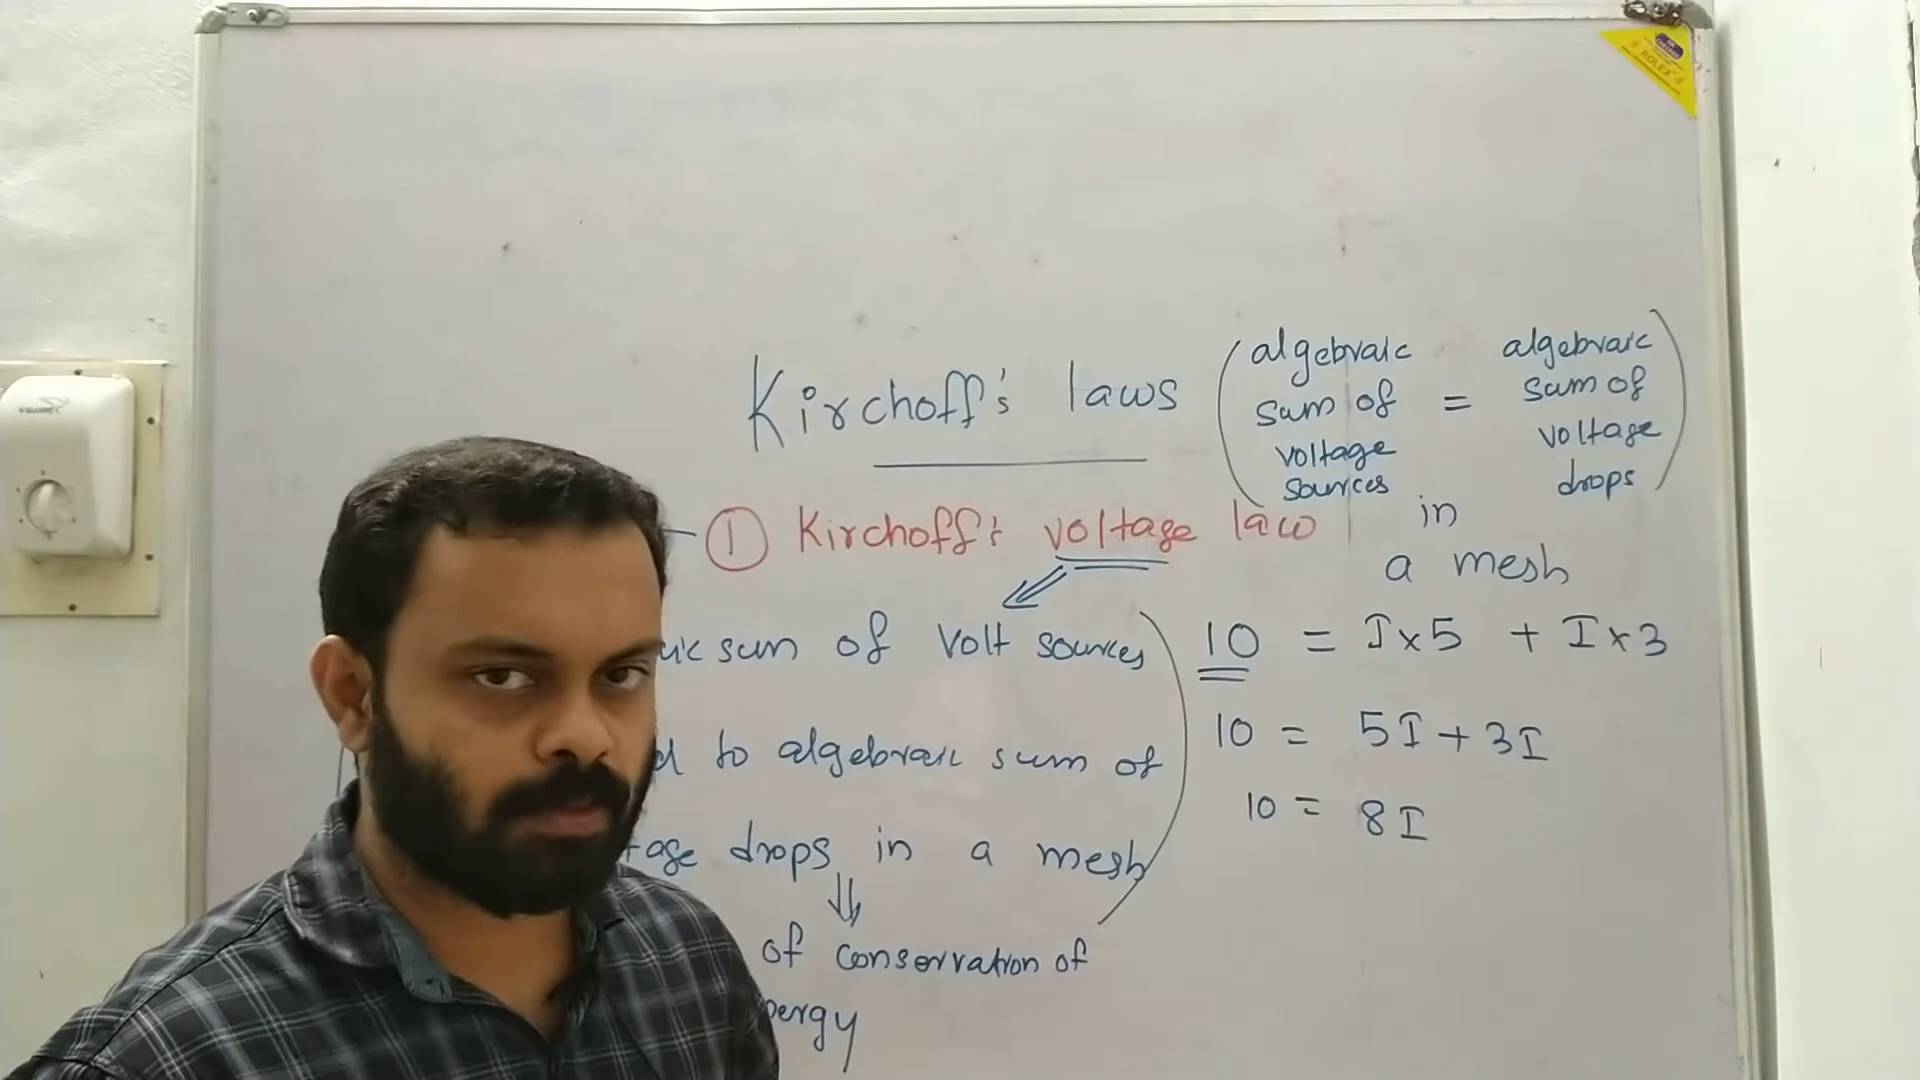 Kirchoff's laws
algebraic sum of voltage sources = algebraic sum of voltage drops
in
a mesh
① Kirchoff's voltage law
sum of Volt sources
to algebraic sum of
drops in a mesh
of conservation of
10 = I×5 + I×3
10 = 5I + 3I
10 = 8I
ROLEX